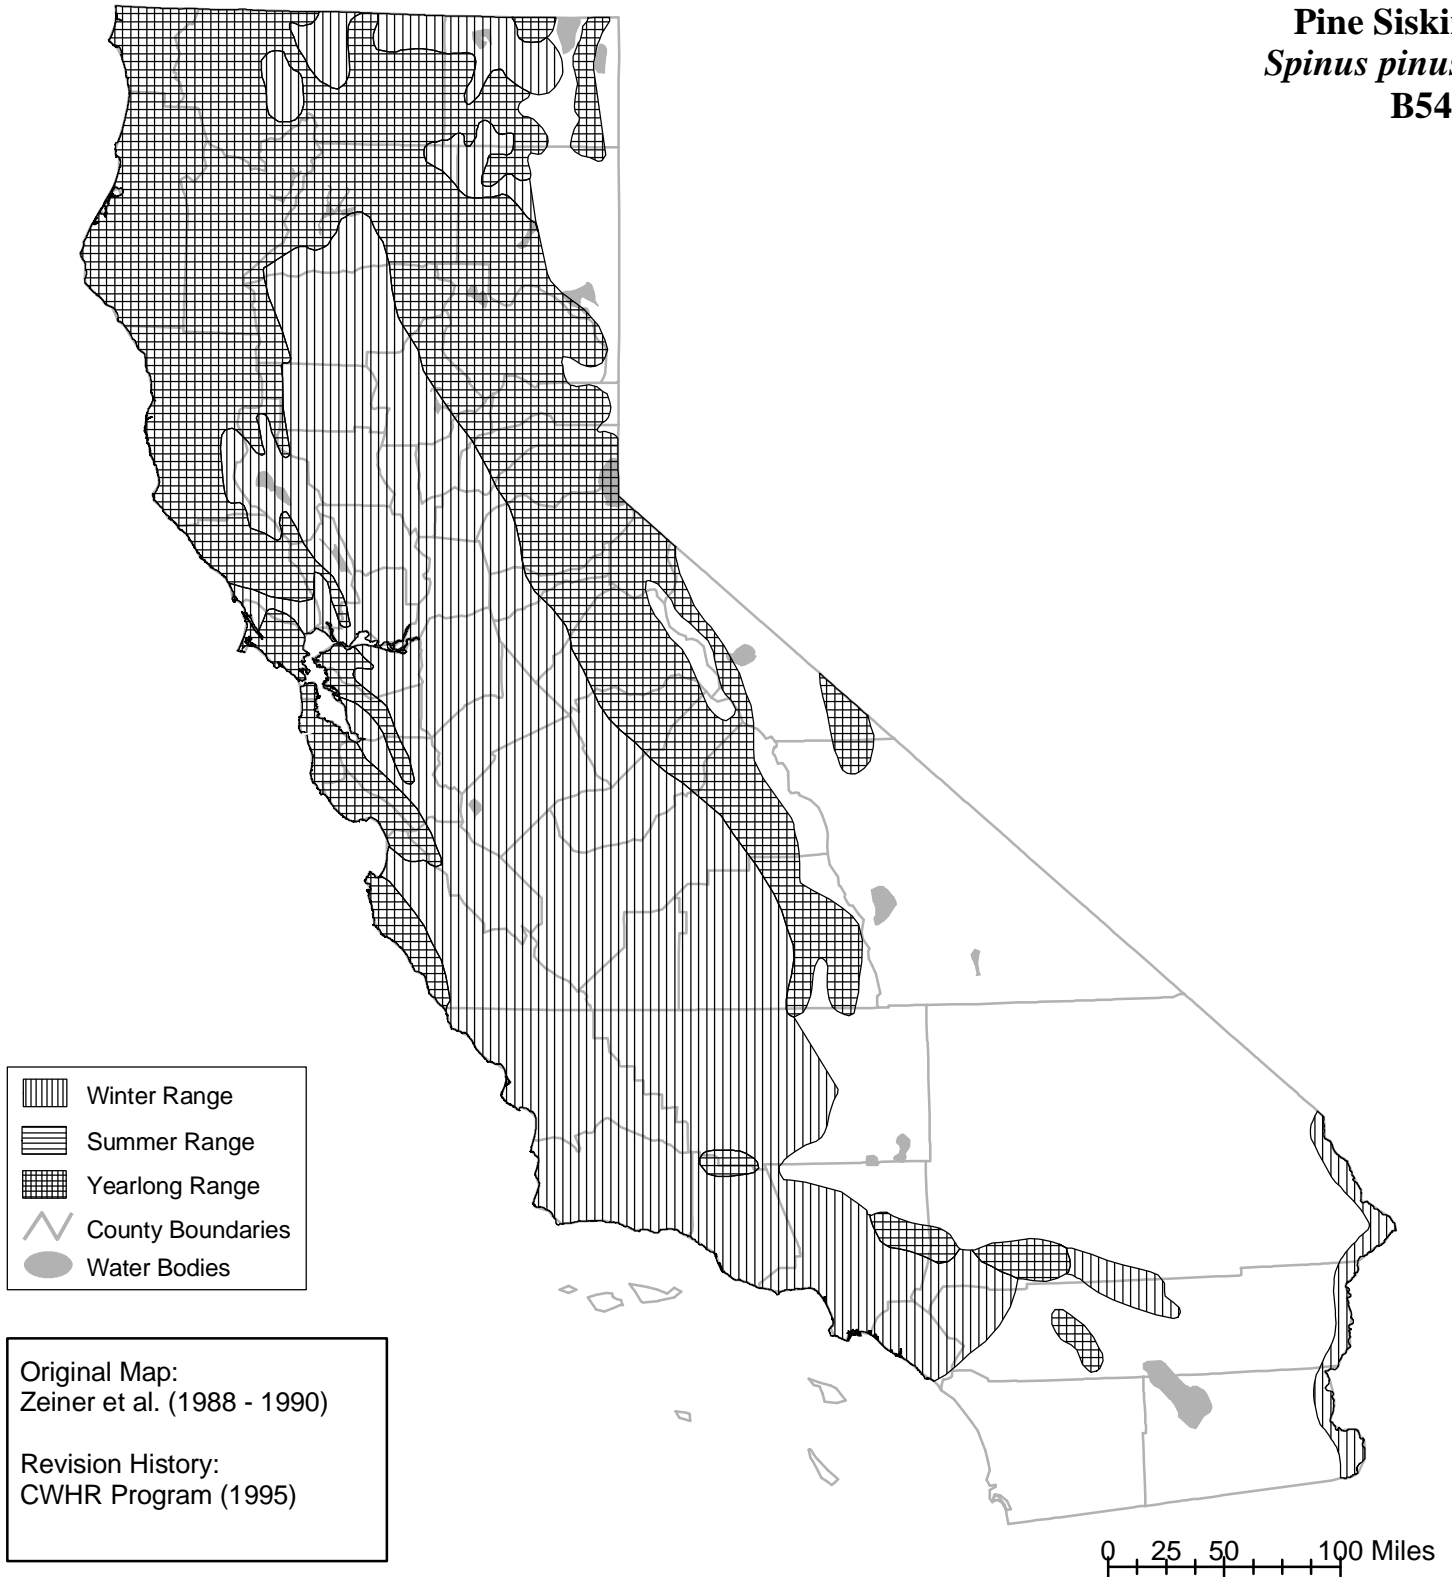 Pine Siski
Spinus pinus
B54
Winter Range
Summer Range
Yearlong Range
County Boundaries
Water Bodies
Original Map:
Zeiner et al. (1988 - 1990)
Revision History:
CWHR Program (1995)
0 25 50 100 Miles